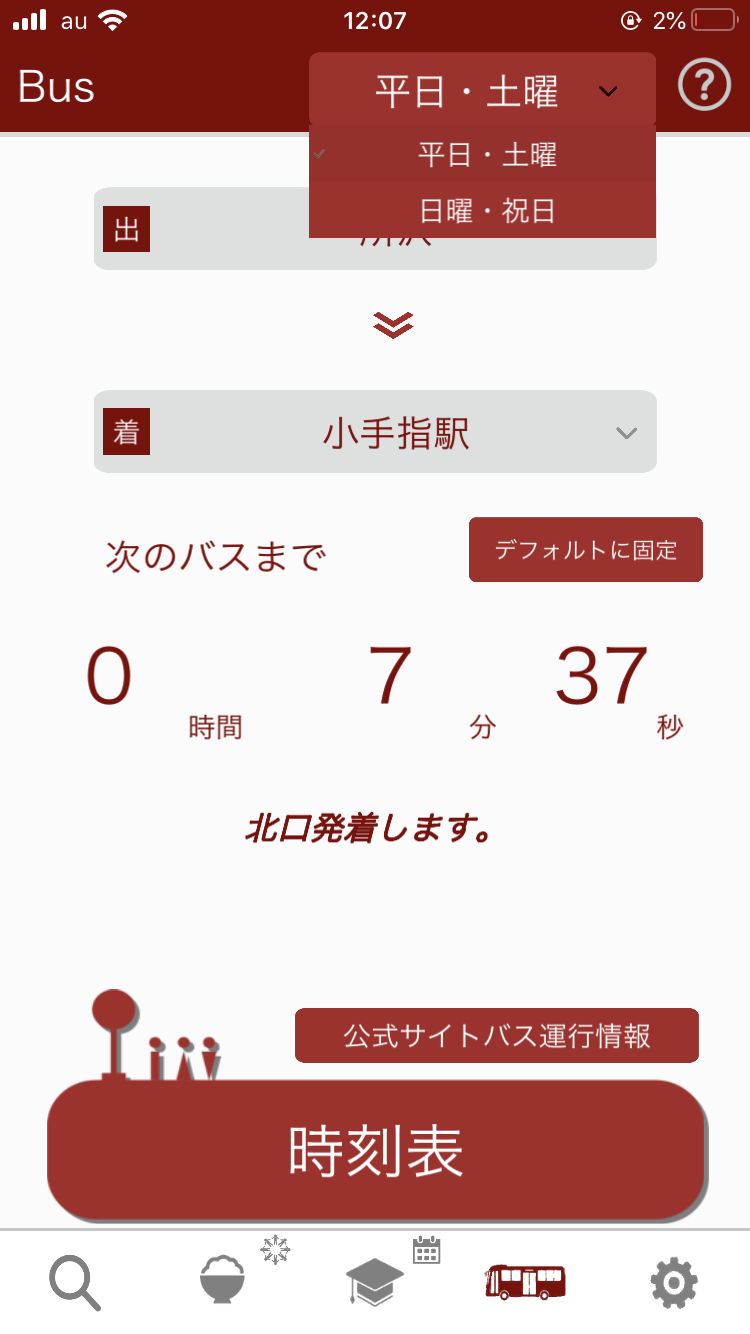 au 12:07 2%
Bus 平日・土曜
平日・土曜
日曜・祝日
出
着 小手指駅
次のバスまで デフォルトに固定
0 時間 7 分 37 秒
北口発着します。
公式サイトバス運行情報
時刻表